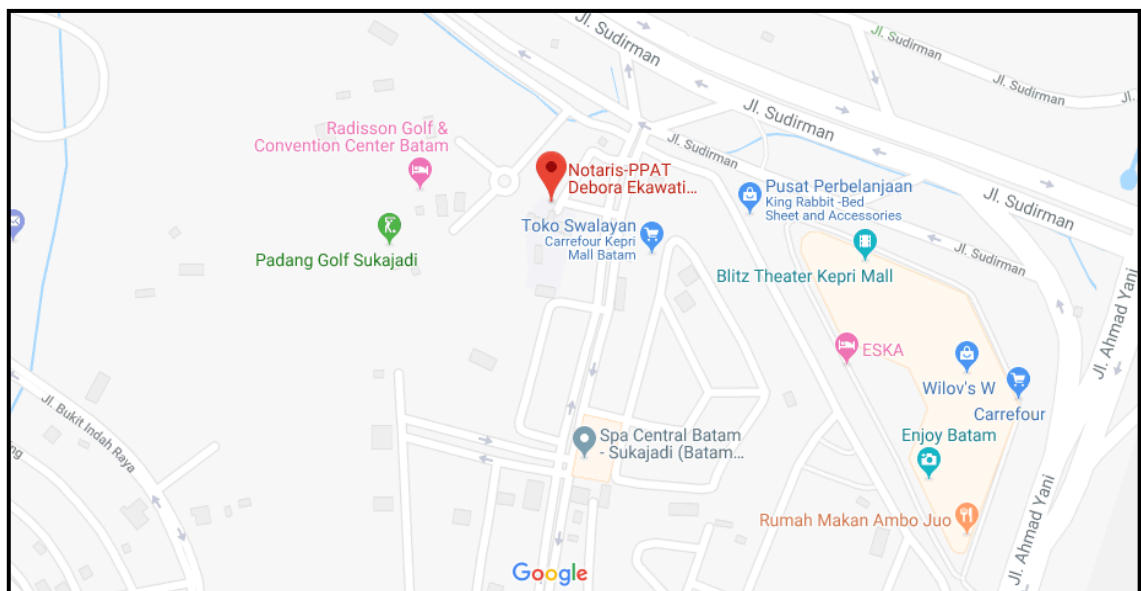 Jl. Sudirman
Jl. Sudirman
Jl. Sudirman
Jl. Sudirman
Jl.
Radisson Golf &
Convention Center Batam
Jl. Sudirman
Jl. Sudirman
Notaris-PPAT
Debora Ekawati...
Pusat Perbelanjaan
King Rabbit -Bed
Sheet and Accessories
Jl. Sudirman
Toko Swalayan
Carrefour Kepri
Mall Batam
Padang Golf Sukajadi
Jl. Sudirman
Blitz Theater Kepri Mall
Jl. Ahmad Yani
ESKA
Wilov's W
Carrefour
Jl. Bukit Indah Raya
Spa Central Batam
- Sukajadi (Batam...
Enjoy Batam
ng
Rumah Makan Ambo Juo
Jl. Ahmad Yani
Google